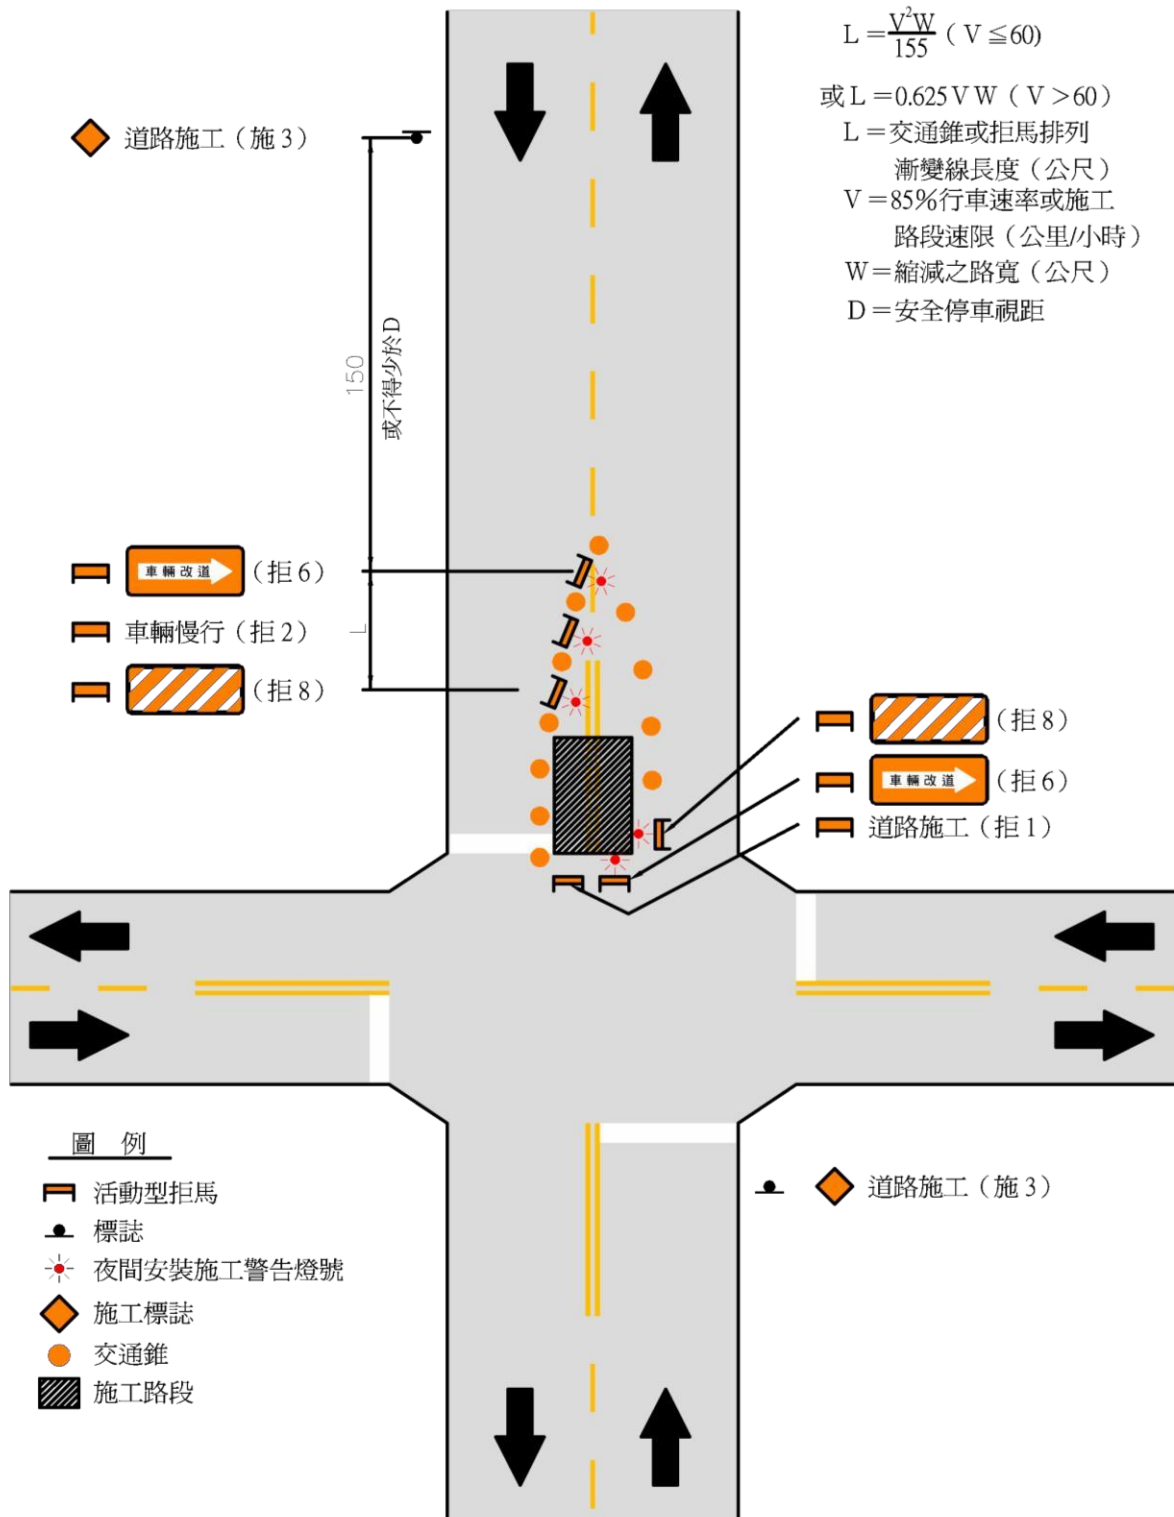 L＝V²W/155（V≦60）
或L＝0.625VW（V＞60）
L＝交通錐或拒馬排列
漸變線長度（公尺）
V＝85%行車速率或施工
路段速限（公里/小時）
W＝縮減之路寬（公尺）
D＝安全停車視距
道路施工（施3）
150
或不得少於D
車輛改道
（拒6）
車輛慢行（拒2）
（拒8）
L
（拒8）
車輛改道
（拒6）
道路施工（拒1）
道路施工（施3）
圖 例
活動型拒馬
標誌
夜間安裝施工警告燈號
施工標誌
交通錐
施工路段